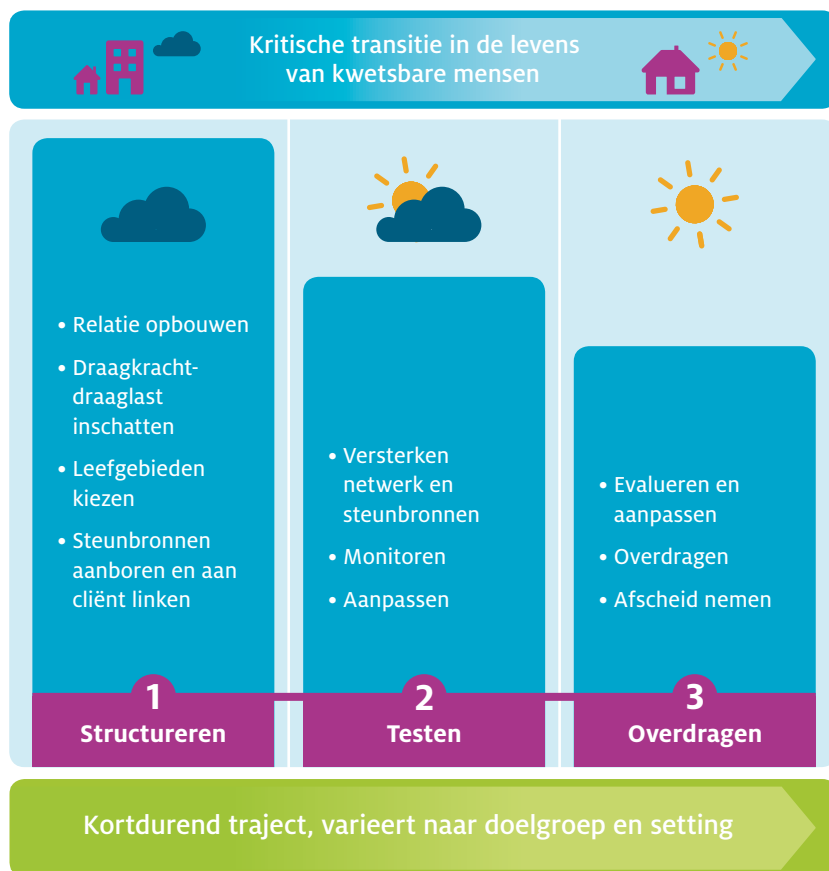 Kritische transitie in de levens
van kwetsbare mensen
• Relatie opbouwen
• Draagkracht-
draaglast
inschatten
• Leefgebieden
kiezen
• Steunbronnen
aanboren en aan
cliënt linken
1
Structureren
• Versterken
netwerk en
steunbronnen
• Monitoren
• Aanpassen
2
Testen
• Evalueren en
aanpassen
• Overdragen
• Afscheid nemen
3
Overdragen
Kortdurend traject, varieert naar doelgroep en setting